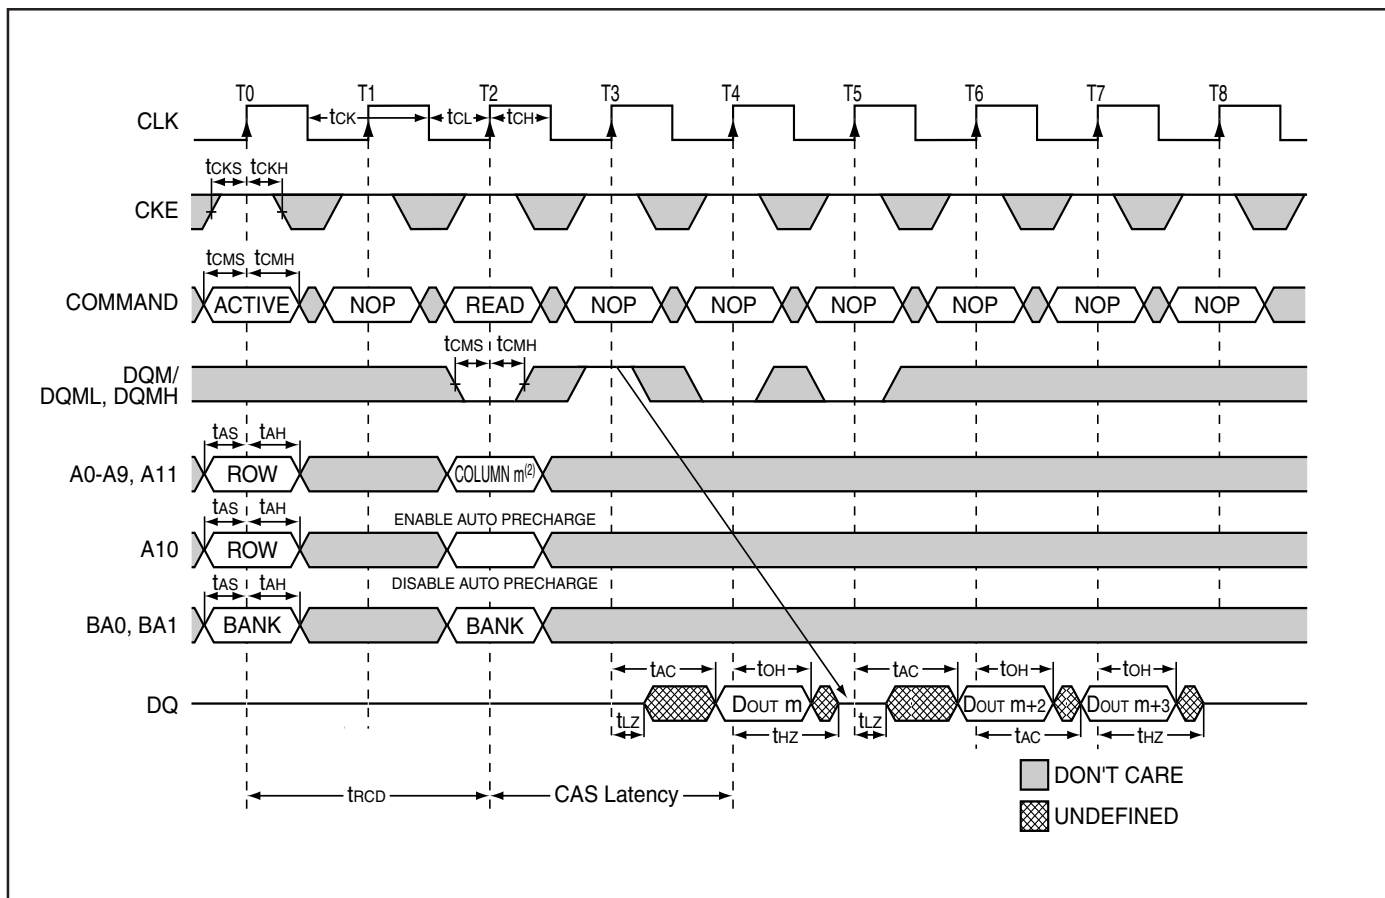 T0 T1 T2 T3 T4 T5 T6 T7 T8
CLK tCK tCL tCH
tCKS tCKH
CKE
tCMS tCMH
COMMAND ACTIVE NOP READ NOP NOP NOP NOP NOP NOP
tCMS tCMH
DQM/
DQML, DQMH
tAS tAH
A0-A9, A11 ROW COLUMN m(2)
tAS tAH ENABLE AUTO PRECHARGE
A10 ROW
tAS tAH DISABLE AUTO PRECHARGE
BA0, BA1 BANK BANK
tAC tOH tAC tOH tOH
DQ DOUT m DOUT m+2 DOUT m+3
tLZ tHZ tLZ tAC tHZ
DON'T CARE
tRCD CAS Latency
UNDEFINED